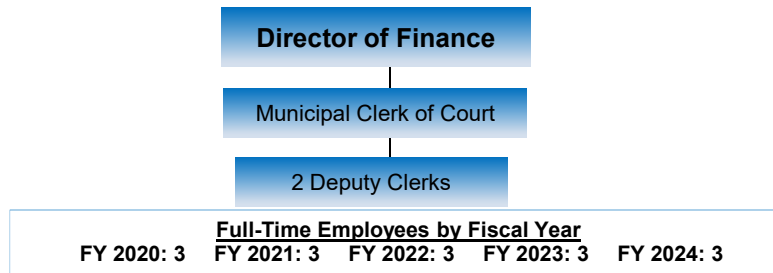 Director of Finance
Municipal Clerk of Court
2 Deputy Clerks
Full-Time Employees by Fiscal Year
FY 2020: 3 FY 2021: 3 FY 2022: 3 FY 2023: 3 FY 2024: 3